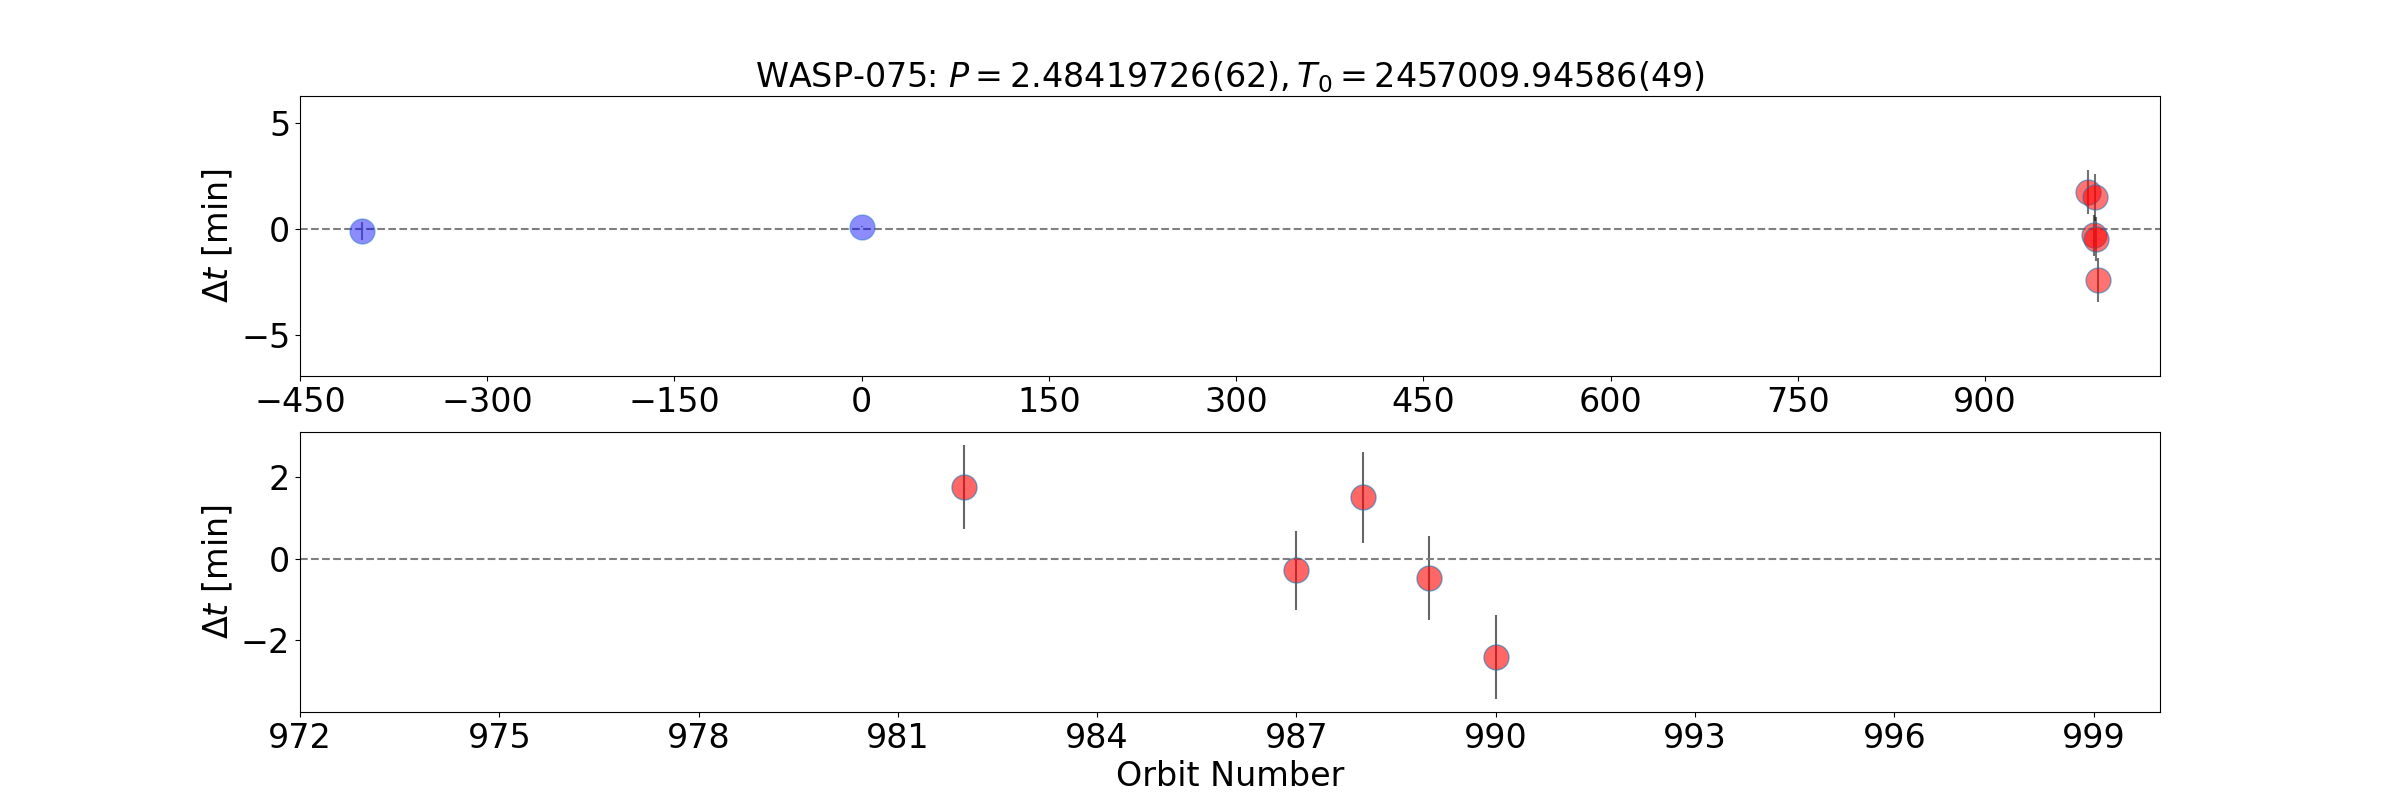 WASP-075: P = 2.48419726(62), T₀ = 2457009.94586(49)
5
0
−5
Δt [min]
−450 −300 −150 0 150 300 450 600 750 900
2
0
−2
Δt [min]
972 975 978 981 984 987 990 993 996 999
Orbit Number